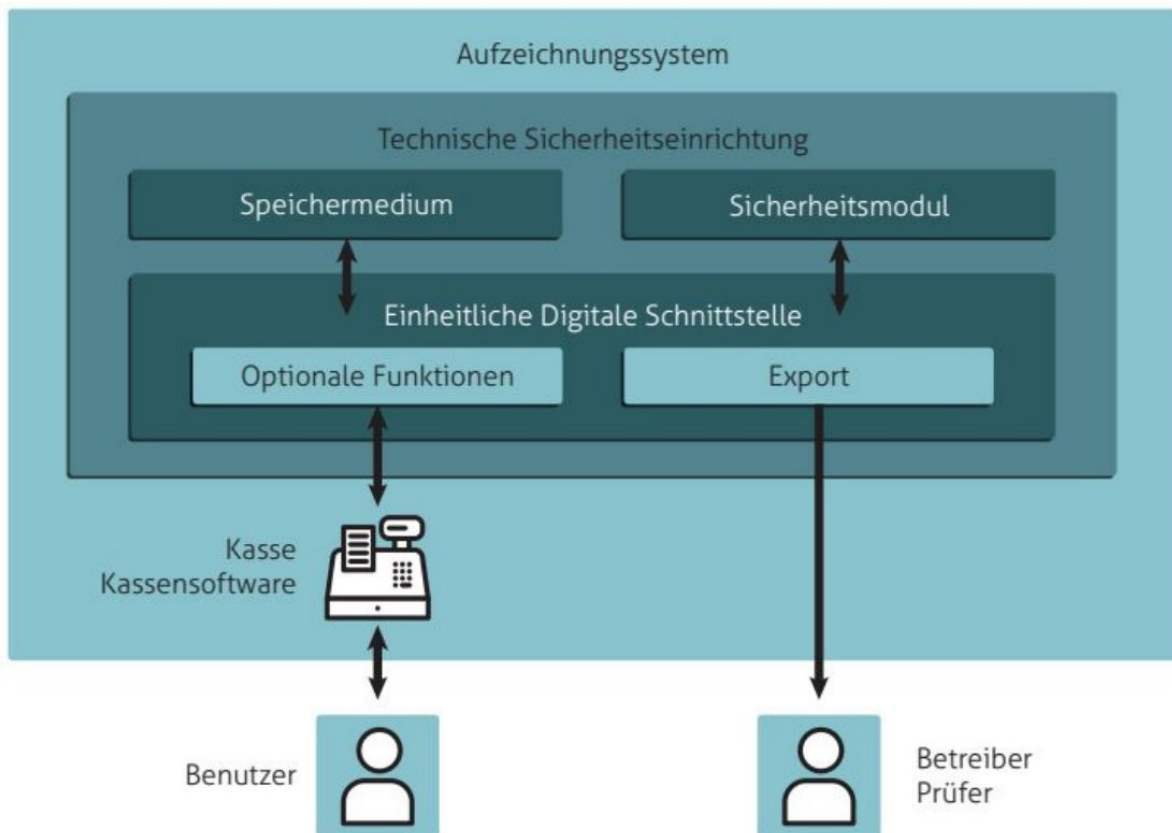 Aufzeichnungssystem
Technische Sicherheitseinrichtung
Speichermedium
Sicherheitsmodul
Einheitliche Digitale Schnittstelle
Optionale Funktionen
Export
Kasse
Kassensoftware
Benutzer
Betreiber
Prüfer